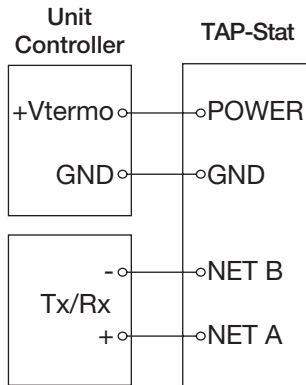 Unit
Controller
TAP-Stat
+Vtermo
POWER
GND
GND
-
NET B
Tx/Rx
+
NET A